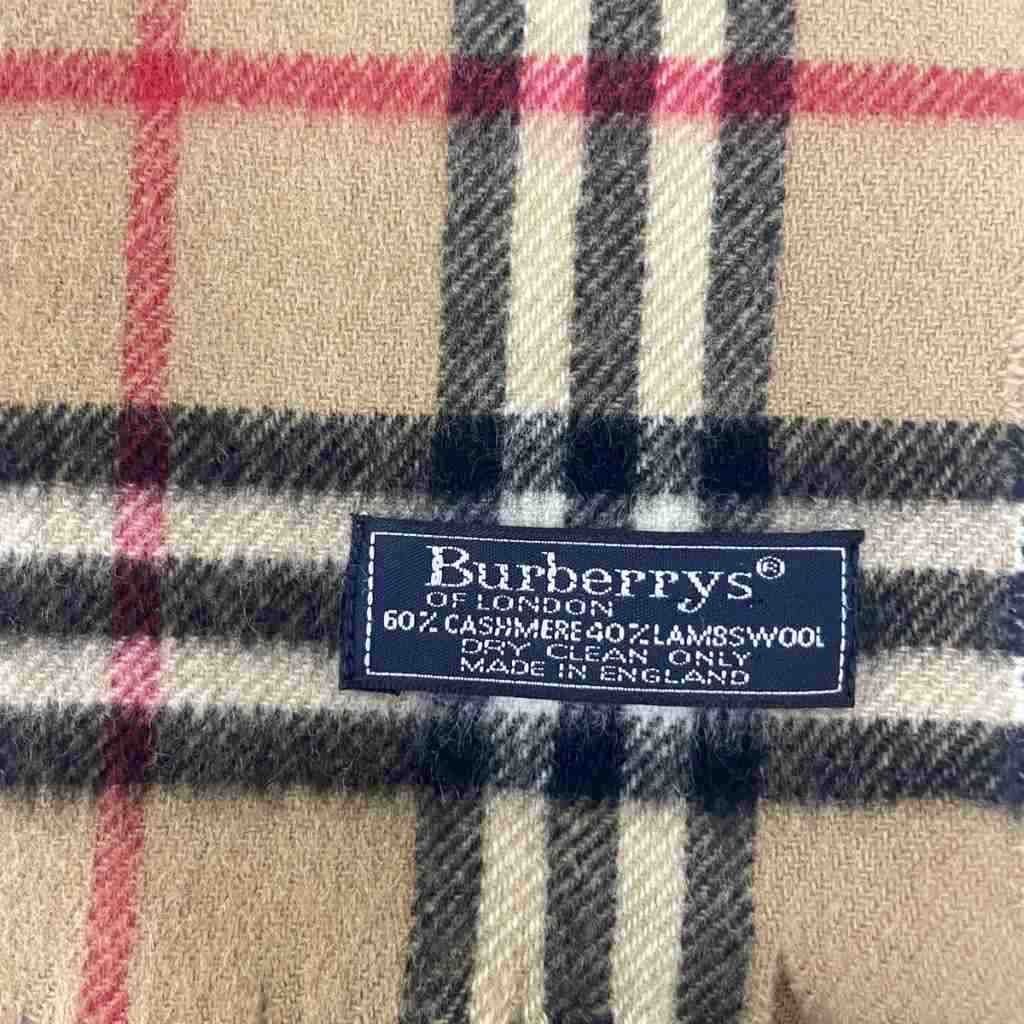 Burberrys®
OF LONDON
60% CASHMERE 40% LAMBSWOOL
DRY CLEAN ONLY
MADE IN ENGLAND